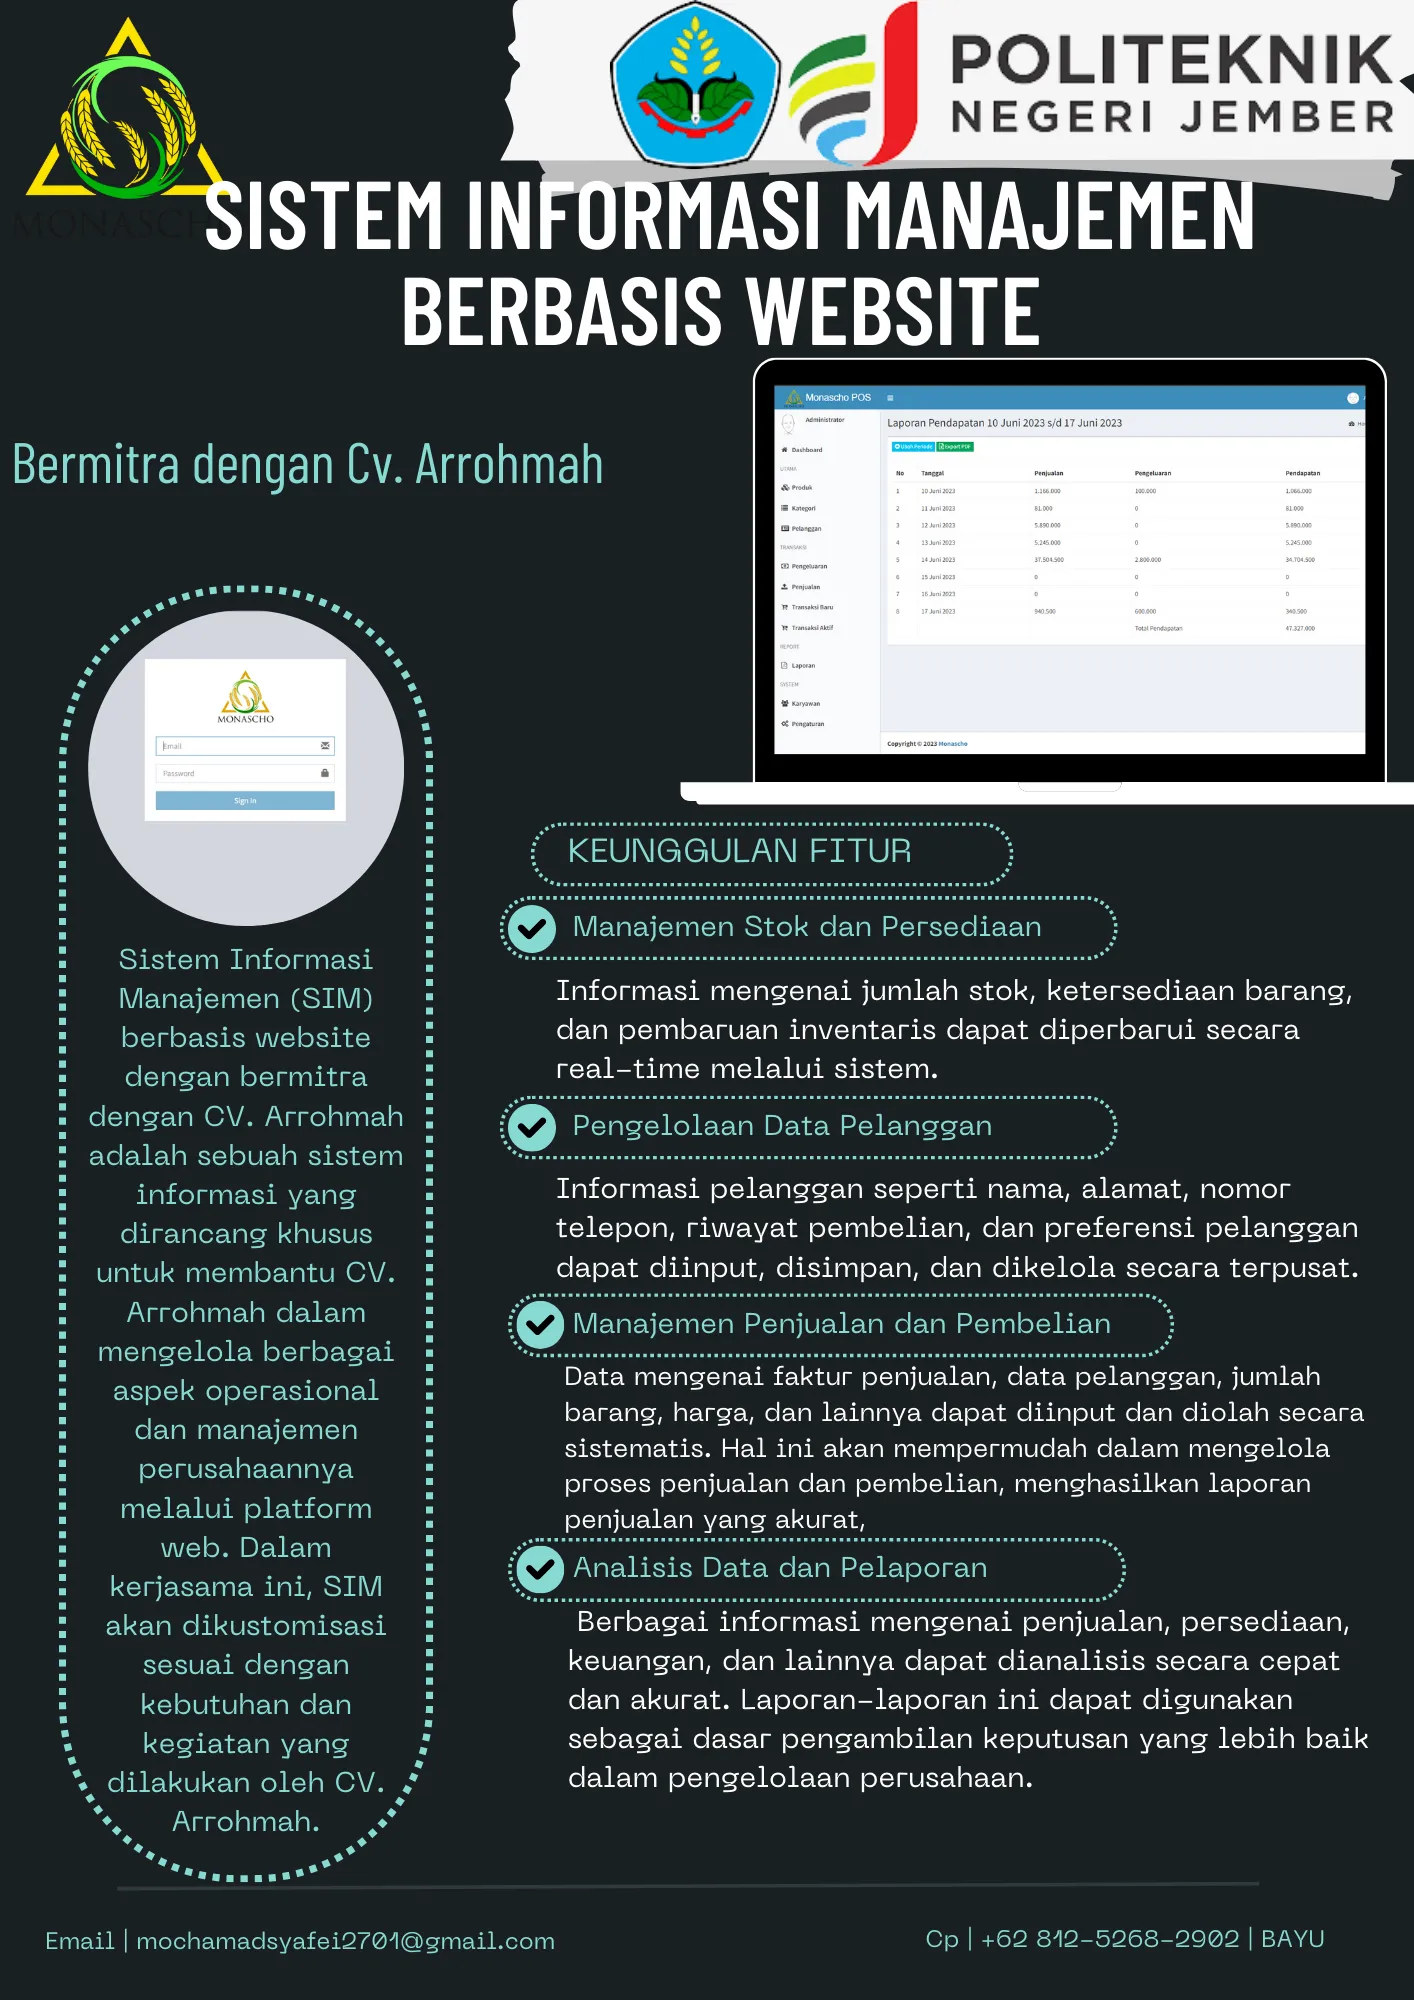 POLITEKNIK
NEGERI JEMBER
MONASCHO
SISTEM INFORMASI MANAJEMEN
BERBASIS WEBSITE
Bermitra dengan Cv. Arrohmah
Monascho POS
Administrator
Dashboard
Produk
Kategori
Pelanggan
TRANSAKSI
Pengeluaran
Penjualan
Transaksi Baru
Transaksi Aktif
REPORT
Laporan
SYSTEM
Karyawan
Pengaturan
Laporan Pendapatan 10 Juni 2023 s/d 17 Juni 2023
Ubah Periode Export PDF
No Tanggal Penjualan Pengeluaran Pendapatan
1 10 Juni 2023 1.166.000 100.000 1.066.000
2 11 Juni 2023 81.000 0 81.000
3 12 Juni 2023 5.890.000 0 5.890.000
4 13 Juni 2023 5.245.000 0 5.245.000
5 14 Juni 2023 37.504.500 2.800.000 34.704.500
6 15 Juni 2023 0 0 0
7 16 Juni 2023 0 0 0
8 17 Juni 2023 940.500 600.000 340.500
Total Pendapatan 47.327.000
Copyright © 2023 Monascho
MONASCHO
Email
Password
Sign In
Sistem Informasi
Manajemen (SIM)
berbasis website
dengan bermitra
dengan CV. Arrohmah
adalah sebuah sistem
informasi yang
dirancang khusus
untuk membantu CV.
Arrohmah dalam
mengelola berbagai
aspek operasional
dan manajemen
perusahaannya
melalui platform
web. Dalam
kerjasama ini, SIM
akan dikustomisasi
sesuai dengan
kebutuhan dan
kegiatan yang
dilakukan oleh CV.
Arrohmah.
KEUNGGULAN FITUR
Manajemen Stok dan Persediaan
Informasi mengenai jumlah stok, ketersediaan barang,
dan pembaruan inventaris dapat diperbarui secara
real-time melalui sistem.
Pengelolaan Data Pelanggan
Informasi pelanggan seperti nama, alamat, nomor
telepon, riwayat pembelian, dan preferensi pelanggan
dapat diinput, disimpan, dan dikelola secara terpusat.
Manajemen Penjualan dan Pembelian
Data mengenai faktur penjualan, data pelanggan, jumlah
barang, harga, dan lainnya dapat diinput dan diolah secara
sistematis. Hal ini akan mempermudah dalam mengelola
proses penjualan dan pembelian, menghasilkan laporan
penjualan yang akurat,
Analisis Data dan Pelaporan
Berbagai informasi mengenai penjualan, persediaan,
keuangan, dan lainnya dapat dianalisis secara cepat
dan akurat. Laporan-laporan ini dapat digunakan
sebagai dasar pengambilan keputusan yang lebih baik
dalam pengelolaan perusahaan.
Email | mochamadsyafei2701@gmail.com
Cp | +62 812-5268-2902 | BAYU